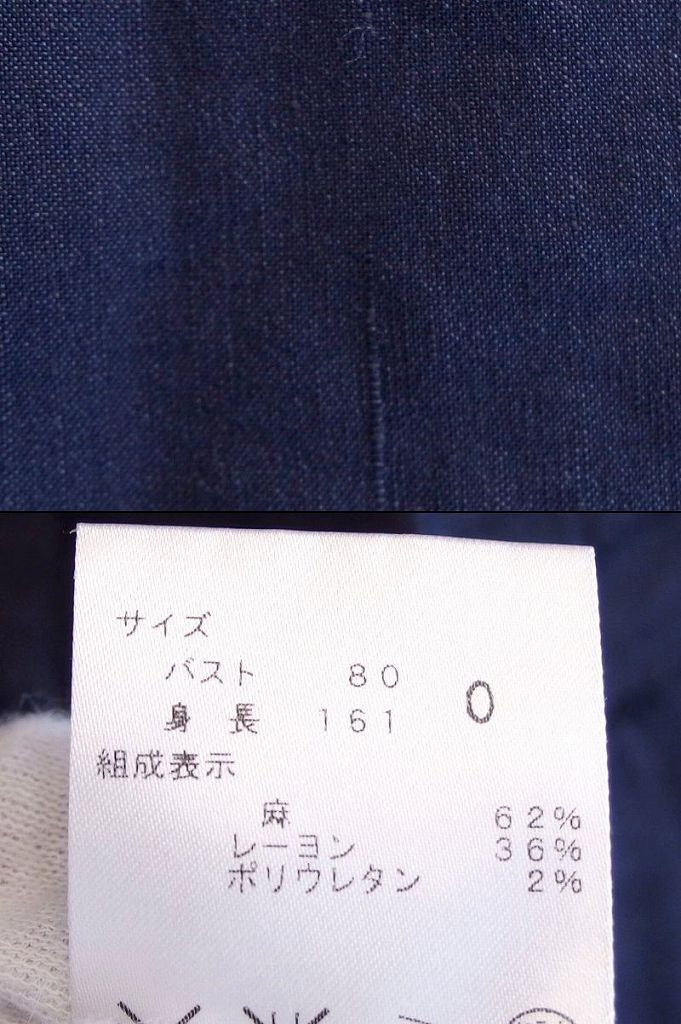 サイズ
バスト 80
身長 161
0
組成表示
麻 62%
レーヨン 36%
ポリウレタン 2%